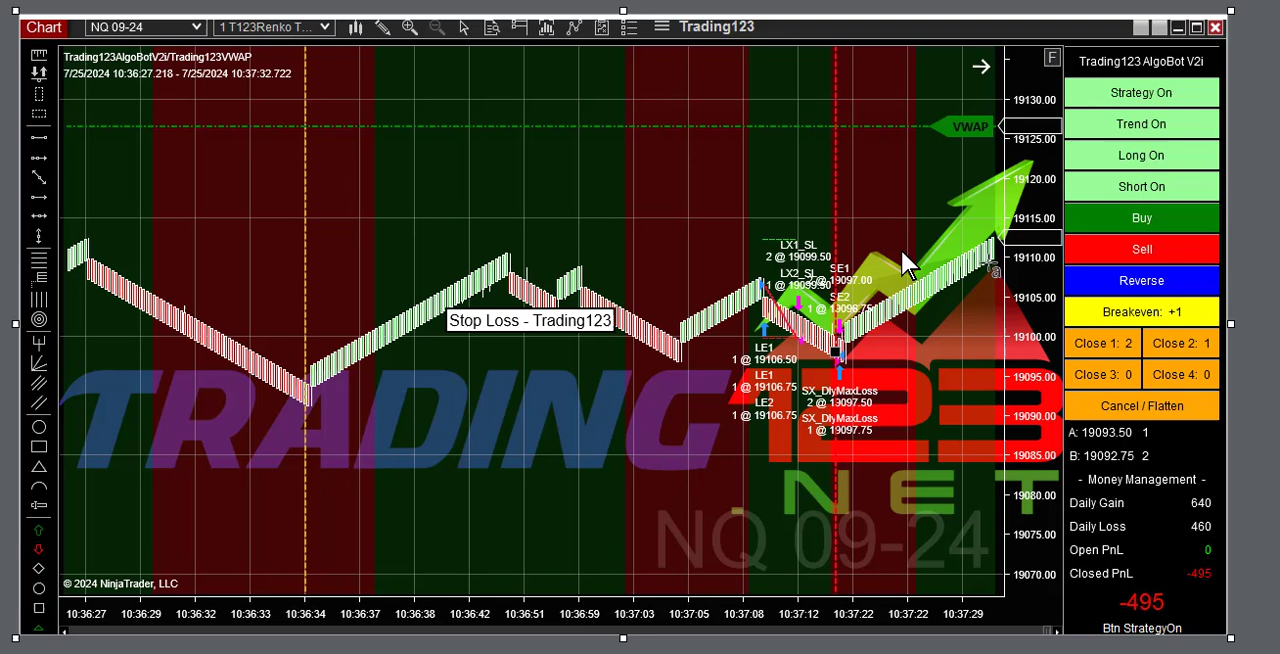 Chart NQ 09-24 1 T123Renko T... Trading123
Trading123AlgoBotV2i/Trading123VWAP
7/25/2024 10:36:27.218 - 7/25/2024 10:37:32.722
F
VWAP
19130.00
19125.00
19120.00
19115.00
19110.00
19105.00
19100.00
19095.00
19090.00
19085.00
19080.00
19075.00
19070.00
LX1_SL
2 @ 19099.50
LX2_SL
SE1
SE2
Stop Loss - Trading123
LE1
1 @ 19106.50
LE1
1 @ 19106.75
LE2
1 @ 19106.75
SX_DlyMaxLoss
2 @ 19097.50
SX_DlyMaxLoss
1 @ 19097.75
TRADING 123
NET
NQ 09-24
© 2024 NinjaTrader, LLC
10:36:27 10:36:29 10:36:32 10:36:33 10:36:34 10:36:38 10:36:42 10:36:51 10:36:56 10:36:59 10:37:03 10:37:05 10:37:08 10:37:12 10:37:22 10:37:22 10:37:29
Trading123 AlgoBot V2i
Strategy On
Trend On
Long On
Short On
Buy
Sell
Reverse
Breakeven: +1
Close 1: 2 Close 2: 1
Close 3: 0 Close 4: 0
Cancel / Flatten
A: 19093.50 1
B: 19092.75 2
- Money Management -
Daily Gain 640
Daily Loss 460
Open PnL 0
Closed PnL -495
-495
Btn StrategyOn